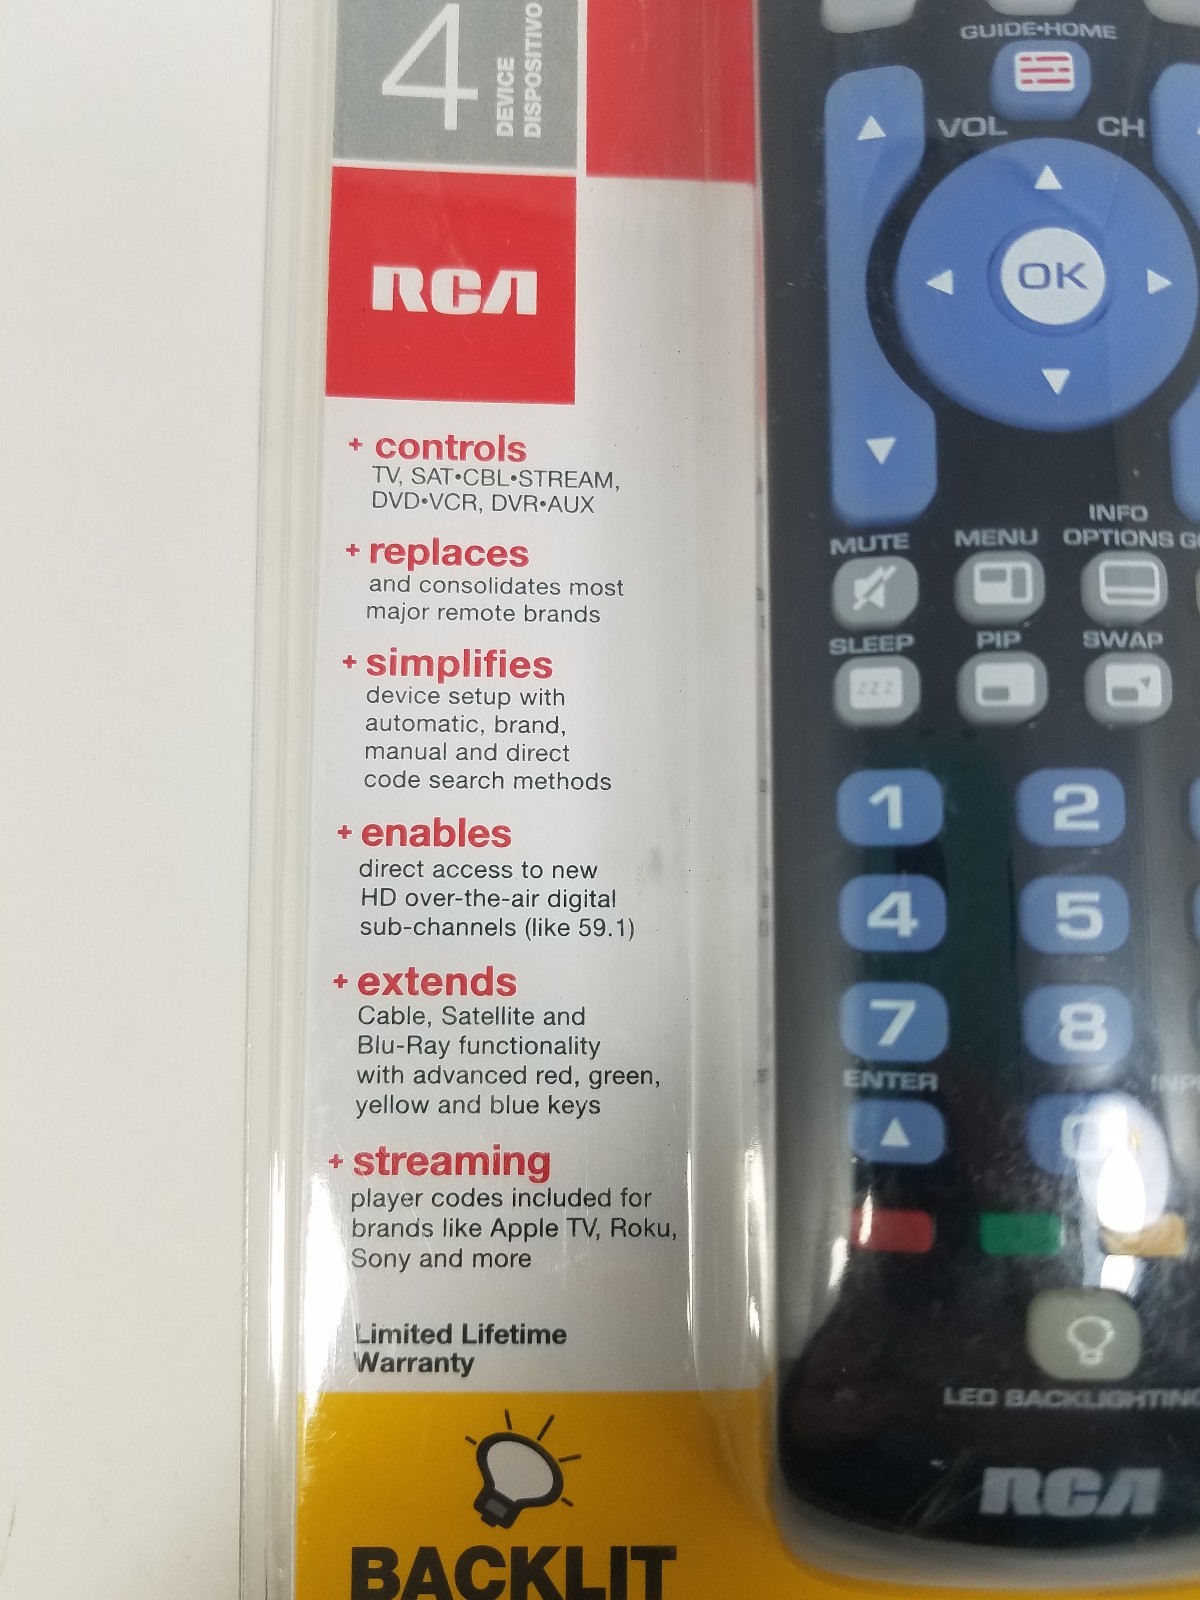 4
DEVICE
DISPOSITIVO
RCA
+ controls
TV, SAT•CBL•STREAM,
DVD•VCR, DVR•AUX
+ replaces
and consolidates most
major remote brands
+ simplifies
device setup with
automatic, brand,
manual and direct
code search methods
+ enables
direct access to new
HD over-the-air digital
sub-channels (like 59.1)
+ extends
Cable, Satellite and
Blu-Ray functionality
with advanced red, green,
yellow and blue keys
+ streaming
player codes included for
brands like Apple TV, Roku,
Sony and more
Limited Lifetime
Warranty
BACKLIT
GUIDE•HOME
VOL CH
OK
INFO
MUTE MENU OPTIONS
SLEEP PIP SWAP
zzz
1 2
4 5
7 8
ENTER
0
LED BACKLIGHTING
RCA